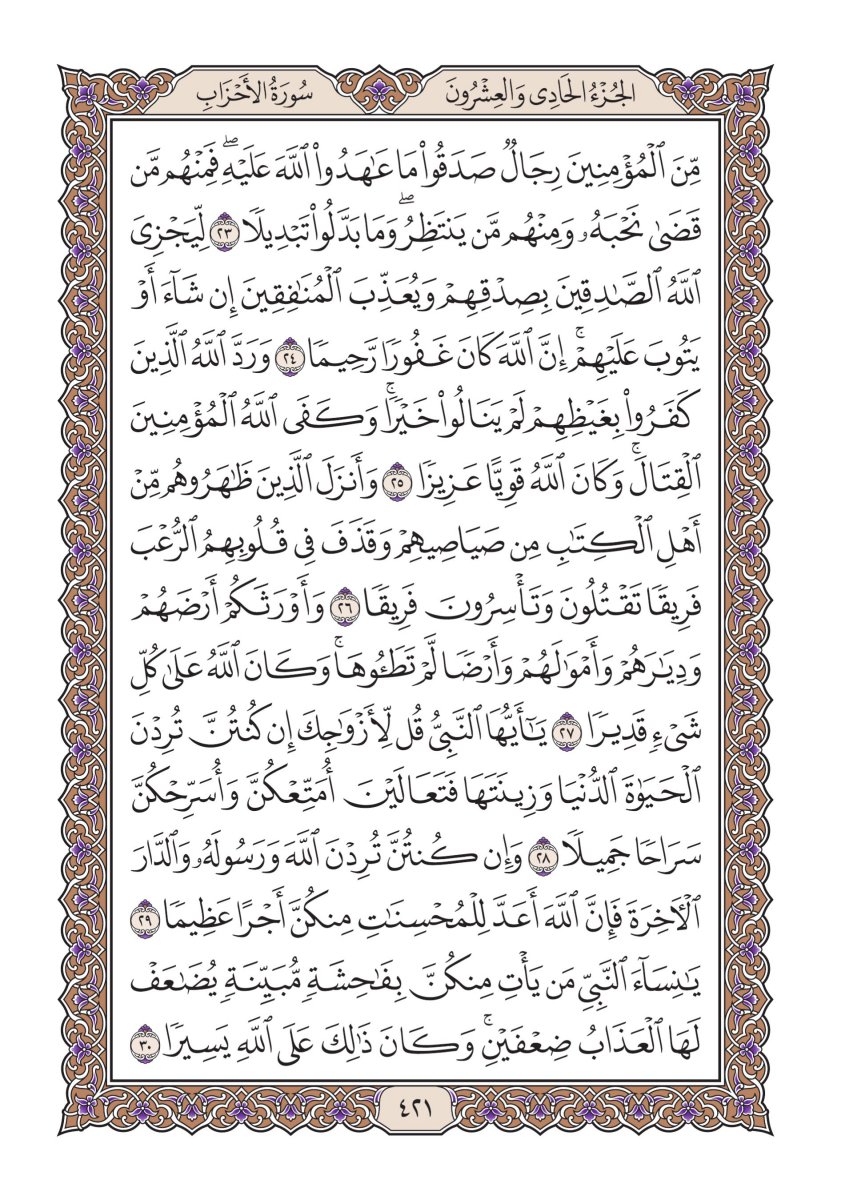 الجُزْءُ الحَادِى وَالعِشْرُونَ
سُورَةُ الأَحْزَابِ
مِّنَ ٱلْمُؤْمِنِينَ رِجَالٌ صَدَقُوا۟ مَا عَٰهَدُوا۟ ٱللَّهَ عَلَيْهِ ۖ فَمِنْهُم مَّن
قَضَىٰ نَحْبَهُۥ وَمِنْهُم مَّن يَنتَظِرُ ۖ وَمَا بَدَّلُوا۟ تَبْدِيلًا ٢٣ لِّيَجْزِىَ
ٱللَّهُ ٱلصَّٰدِقِينَ بِصِدْقِهِمْ وَيُعَذِّبَ ٱلْمُنَٰفِقِينَ إِن شَآءَ أَوْ
يَتُوبَ عَلَيْهِمْ ۚ إِنَّ ٱللَّهَ كَانَ غَفُورًا رَّحِيمًا ٢٤ وَرَدَّ ٱللَّهُ ٱلَّذِينَ
كَفَرُوا۟ بِغَيْظِهِمْ لَمْ يَنَالُوا۟ خَيْرًا ۚ وَكَفَى ٱللَّهُ ٱلْمُؤْمِنِينَ
ٱلْقِتَالَ ۚ وَكَانَ ٱللَّهُ قَوِيًّا عَزِيزًا ٢٥ وَأَنزَلَ ٱلَّذِينَ ظَٰهَرُوهُم مِّنْ
أَهْلِ ٱلْكِتَٰبِ مِن صَيَاصِيهِمْ وَقَذَفَ فِى قُلُوبِهِمُ ٱلرُّعْبَ
فَرِيقًا تَقْتُلُونَ وَتَأْسِرُونَ فَرِيقًا ٢٦ وَأَوْرَثَكُمْ أَرْضَهُمْ
وَدِيَٰرَهُمْ وَأَمْوَٰلَهُمْ وَأَرْضًا لَّمْ تَطَـُٔوهَا ۚ وَكَانَ ٱللَّهُ عَلَىٰ كُلِّ
شَىْءٍ قَدِيرًا ٢٧ يَٰٓأَيُّهَا ٱلنَّبِىُّ قُل لِّأَزْوَٰجِكَ إِن كُنتُنَّ تُرِدْنَ
ٱلْحَيَوٰةَ ٱلدُّنْيَا وَزِينَتَهَا فَتَعَالَيْنَ أُمَتِّعْكُنَّ وَأُسَرِّحْكُنَّ
سَرَاحًا جَمِيلًا ٢٨ وَإِن كُنتُنَّ تُرِدْنَ ٱللَّهَ وَرَسُولَهُۥ وَٱلدَّارَ
ٱلْءَاخِرَةَ فَإِنَّ ٱللَّهَ أَعَدَّ لِلْمُحْسِنَٰتِ مِنكُنَّ أَجْرًا عَظِيمًا ٢٩
يَٰنِسَآءَ ٱلنَّبِىِّ مَن يَأْتِ مِنكُنَّ بِفَٰحِشَةٍ مُّبَيِّنَةٍ يُضَٰعَفْ
لَهَا ٱلْعَذَابُ ضِعْفَيْنِ ۚ وَكَانَ ذَٰلِكَ عَلَى ٱللَّهِ يَسِيرًا ٣٠
٤٢١